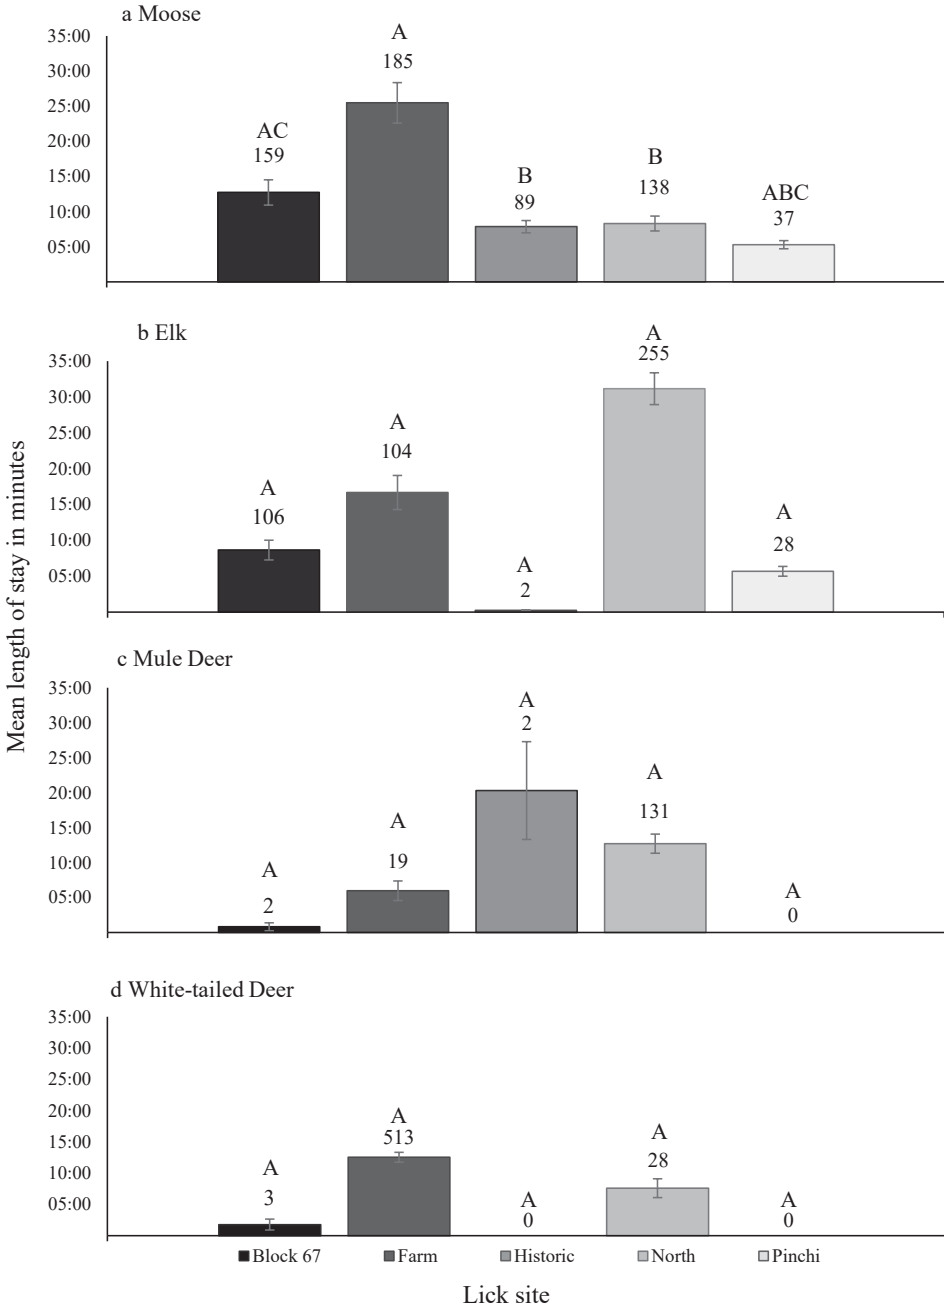 a Moose
35:00
30:00
25:00
20:00
15:00
10:00
05:00
A
185
AC
159
B
89
B
138
ABC
37
b Elk
35:00
30:00
25:00
20:00
15:00
10:00
05:00
A
106
A
104
A
2
A
255
A
28
Mean length of stay in minutes
c Mule Deer
35:00
30:00
25:00
20:00
15:00
10:00
05:00
A
2
A
19
A
2
A
131
A
0
d White-tailed Deer
35:00
30:00
25:00
20:00
15:00
10:00
05:00
A
3
A
513
A
0
A
28
A
0
Block 67 Farm Historic North Pinchi
Lick site